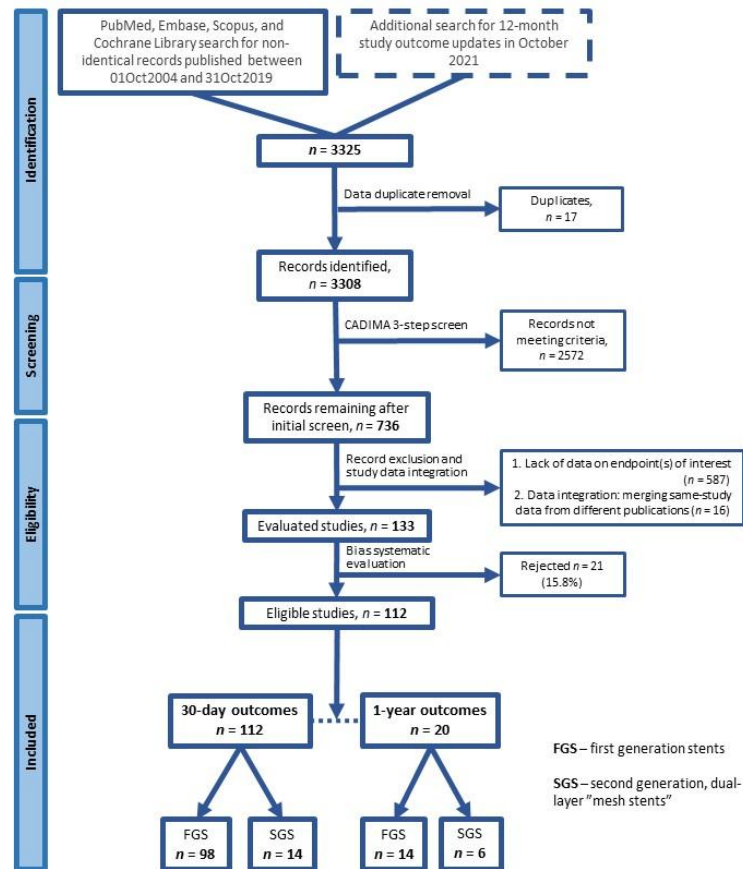 PubMed, Embase, Scopus, and
Cochrane Library search for non-
identical records published between
01Oct2004 and 31Oct2019
Additional search for 12-month
study outcome updates in October
2021
Identification
n = 3325
Data duplicate removal
Duplicates,
n = 17
Records identified,
n = 3308
Screening
CADIMA 3-step screen
Records not
meeting criteria,
n = 2572
Records remaining after
initial screen, n = 736
Eligibility
Record exclusion and
study data integration
1. Lack of data on endpoint(s) of interest
(n = 587)
2. Data integration: merging same-study
data from different publications (n = 16)
Evaluated studies, n = 133
Bias systematic
evaluation
Rejected n = 21
(15.8%)
Eligible studies, n = 112
Included
30-day outcomes
n = 112
1-year outcomes
n = 20
FGS – first generation stents
SGS – second generation, dual-
layer "mesh stents"
FGS
n = 98
SGS
n = 14
FGS
n = 14
SGS
n = 6